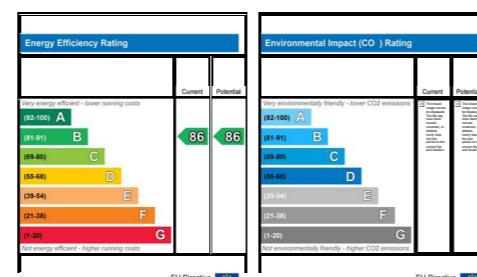 Energy Efficiency Rating
Current Potential
Very energy efficient - lower running costs
(92-100) A
(81-91) B 86 86
(69-80) C
(55-68) D
(39-54) E
(21-38) F
(1-20) G
Not energy efficient - higher running costs
EU Directive
Environmental Impact (CO ) Rating
Current Potential
Very environmentally friendly - lower CO2 emissions
(92-100) A
(81-91) B
(69-80) C
(55-68) D
(39-54) E
(21-38) F
(1-20) G
Not environmentally friendly - higher CO2 emissions
EU Directive